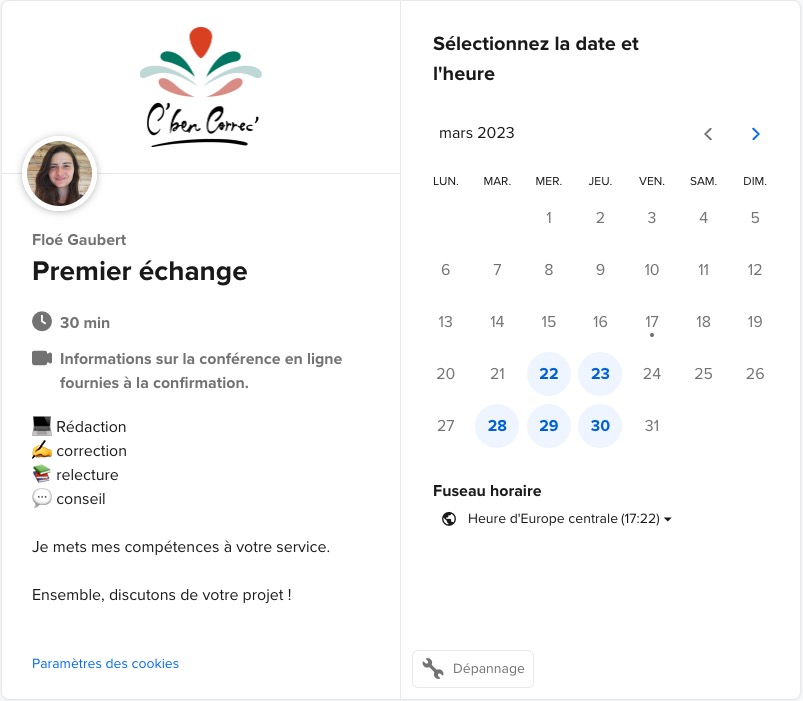 C'ben Correc'
Floé Gaubert
Premier échange
30 min
Informations sur la conférence en ligne
fournies à la confirmation.
Rédaction
correction
relecture
conseil
Je mets mes compétences à votre service.
Ensemble, discutons de votre projet !
Paramètres des cookies
Sélectionnez la date et
l'heure
mars 2023
LUN. MAR. MER. JEU. VEN. SAM. DIM.
1 2 3 4 5
6 7 8 9 10 11 12
13 14 15 16 17 18 19
20 21 22 23 24 25 26
27 28 29 30 31
Fuseau horaire
Heure d'Europe centrale (17:22)
Dépannage